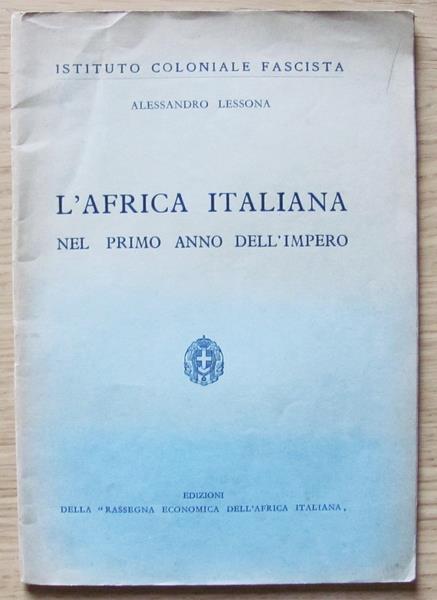 ISTITUTO COLONIALE FASCISTA
ALESSANDRO LESSONA
L'AFRICA ITALIANA
NEL PRIMO ANNO DELL'IMPERO
EDIZIONI
DELLA "RASSEGNA ECONOMICA DELL'AFRICA ITALIANA„